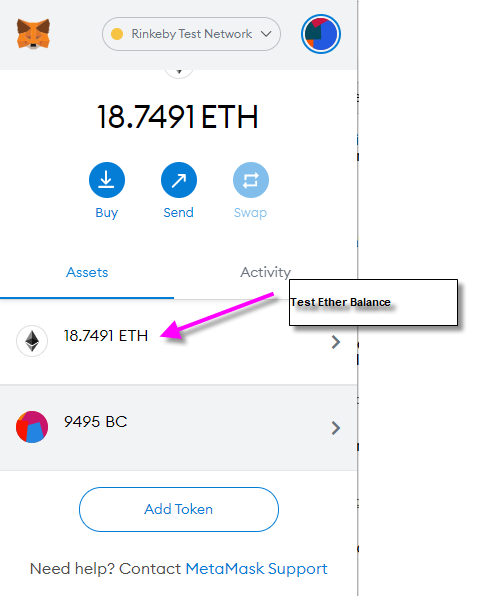 Rinkeby Test Network
18.7491 ETH
Buy Send Swap
Assets Activity
Test Ether Balance
18.7491 ETH
9495 BC
Add Token
Need help? Contact MetaMask Support